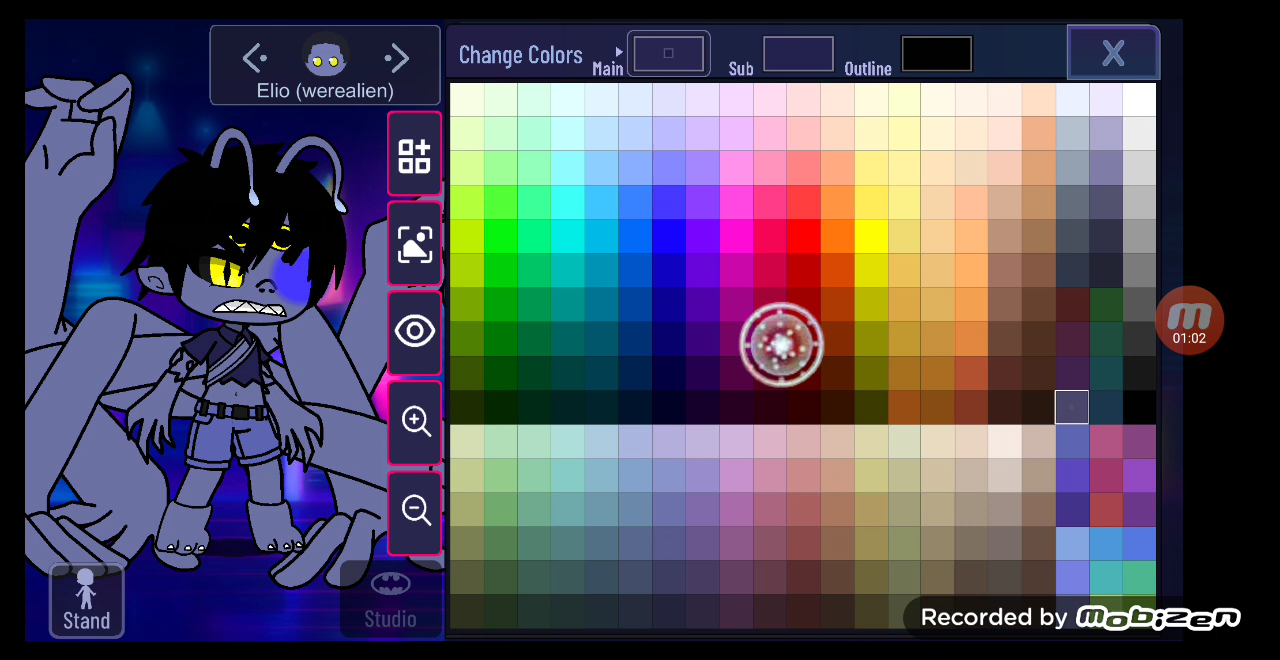 Change Colors
Main
Sub
Outline
X
Elio (werealien)
01:02
Stand
Studio
Recorded by mobizen